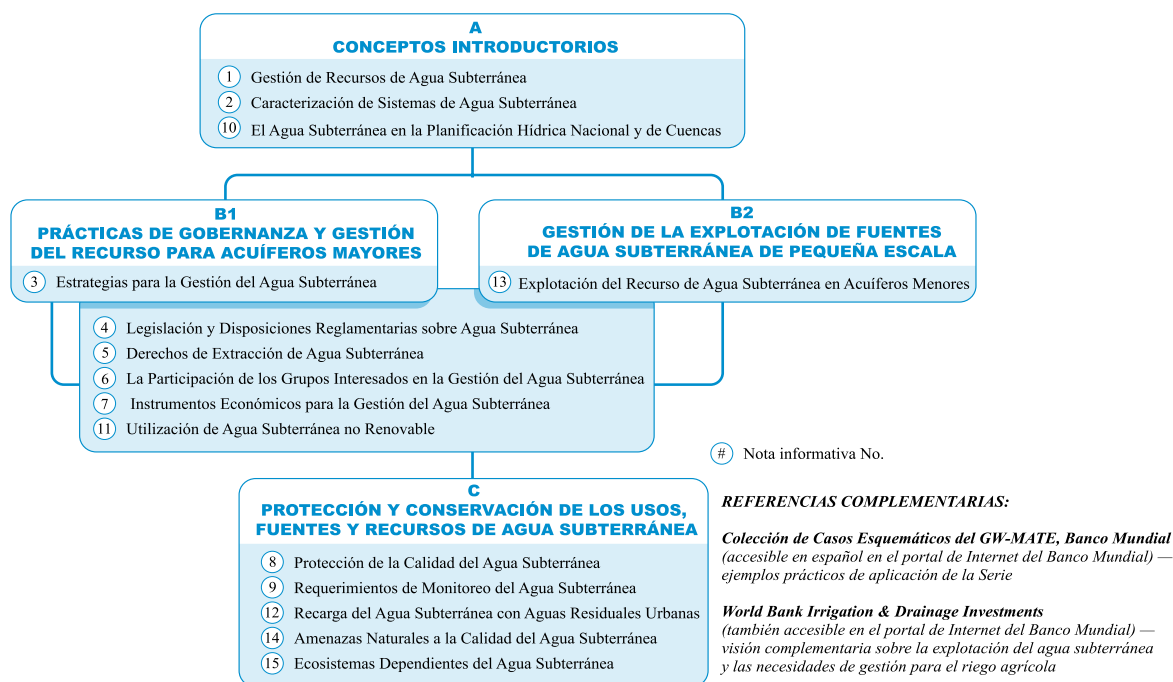 A
CONCEPTOS INTRODUCTORIOS
1 Gestión de Recursos de Agua Subterránea
2 Caracterización de Sistemas de Agua Subterránea
10 El Agua Subterránea en la Planificación Hídrica Nacional y de Cuencas
B1
PRÁCTICAS DE GOBERNANZA Y GESTIÓN
DEL RECURSO PARA ACUÍFEROS MAYORES
3 Estrategias para la Gestión del Agua Subterránea
B2
GESTIÓN DE LA EXPLOTACIÓN DE FUENTES
DE AGUA SUBTERRÁNEA DE PEQUEÑA ESCALA
13 Explotación del Recurso de Agua Subterránea en Acuíferos Menores
4 Legislación y Disposiciones Reglamentarias sobre Agua Subterránea
5 Derechos de Extracción de Agua Subterránea
6 La Participación de los Grupos Interesados en la Gestión del Agua Subterránea
7 Instrumentos Económicos para la Gestión del Agua Subterránea
11 Utilización de Agua Subterránea no Renovable
C
PROTECCIÓN Y CONSERVACIÓN DE LOS USOS,
FUENTES Y RECURSOS DE AGUA SUBTERRÁNEA
8 Protección de la Calidad del Agua Subterránea
9 Requerimientos de Monitoreo del Agua Subterránea
12 Recarga del Agua Subterránea con Aguas Residuales Urbanas
14 Amenazas Naturales a la Calidad del Agua Subterránea
15 Ecosistemas Dependientes del Agua Subterránea
# Nota informativa No.
REFERENCIAS COMPLEMENTARIAS:
Colección de Casos Esquemáticos del GW-MATE, Banco Mundial
(accesible en español en el portal de Internet del Banco Mundial) —
ejemplos prácticos de aplicación de la Serie
World Bank Irrigation & Drainage Investments
(también accesible en el portal de Internet del Banco Mundial) —
visión complementaria sobre la explotación del agua subterránea
y las necesidades de gestión para el riego agrícola